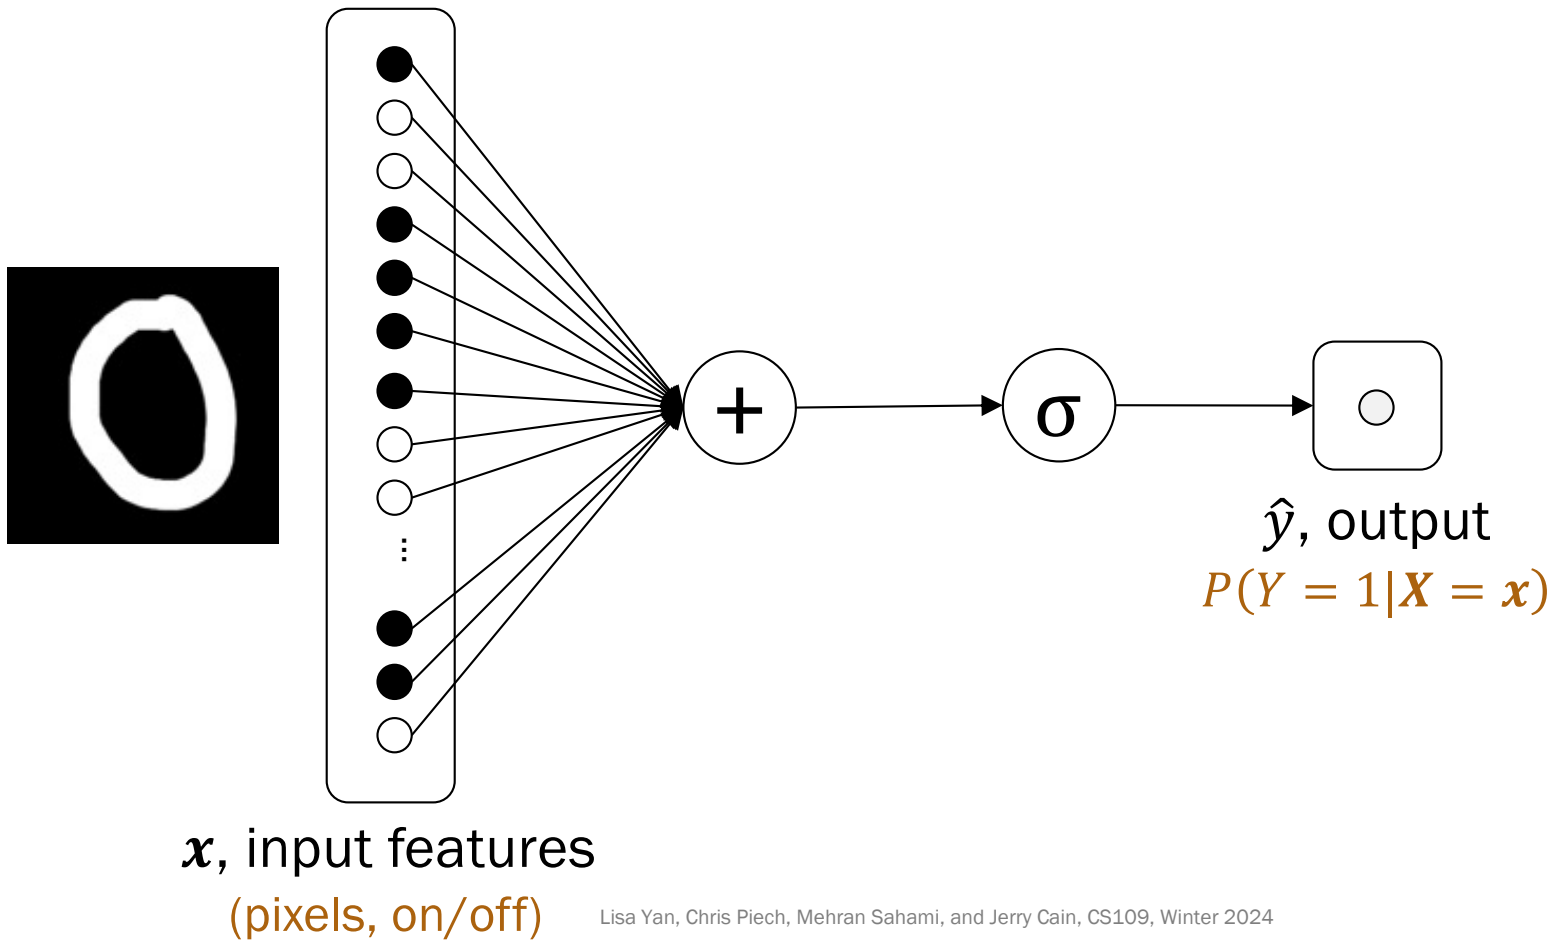 0
+
σ
⋮
ŷ, output
P(Y = 1|X = x)
x, input features
(pixels, on/off)
Lisa Yan, Chris Piech, Mehran Sahami, and Jerry Cain, CS109, Winter 2024